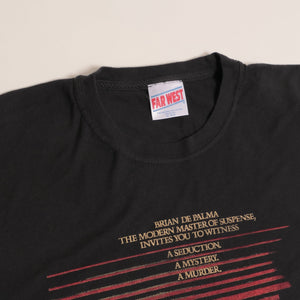 FAR WEST
BRIAN DE PALMA
THE MODERN MASTER OF SUSPENSE,
INVITES YOU TO WITNESS
A SEDUCTION.
A MYSTERY.
A MURDER.